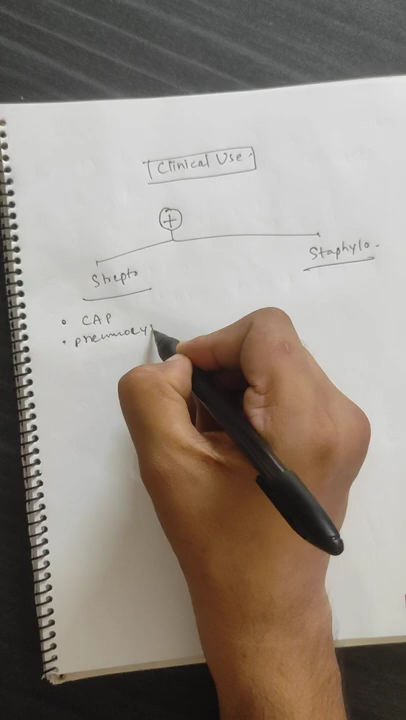 Clinical Use
+
Strepto
Staphylo.
• CAP